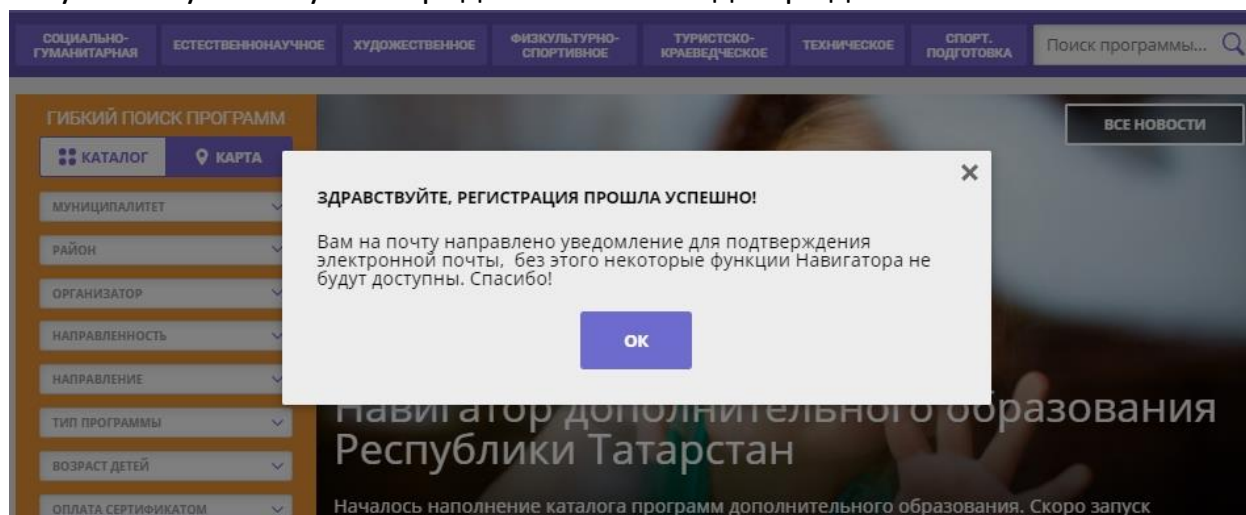 СОЦИАЛЬНО-
ГУМАНИТАРНАЯ
ЕСТЕСТВЕННОНАУЧНОЕ
ХУДОЖЕСТВЕННОЕ
ФИЗКУЛЬТУРНО-
СПОРТИВНОЕ
ТУРИСТСКО-
КРАЕВЕДЧЕСКОЕ
ТЕХНИЧЕСКОЕ
СПОРТ.
ПОДГОТОВКА
Поиск программы...
ГИБКИЙ ПОИСК ПРОГРАММ
КАТАЛОГ
КАРТА
ВСЕ НОВОСТИ
МУНИЦИПАЛИТЕТ
РАЙОН
ОРГАНИЗАТОР
НАПРАВЛЕННОСТЬ
НАПРАВЛЕНИЕ
ТИП ПРОГРАММЫ
ВОЗРАСТ ДЕТЕЙ
ОПЛАТА СЕРТИФИКАТОМ
ЗДРАВСТВУЙТЕ, РЕГИСТРАЦИЯ ПРОШЛА УСПЕШНО!
Вам на почту направлено уведомление для подтверждения
электронной почты, без этого некоторые функции Навигатора не
будут доступны. Спасибо!
ОК
Навигатор дополнительного образования
Республики Татарстан
Началось наполнение каталога программ дополнительного образования. Скоро запуск